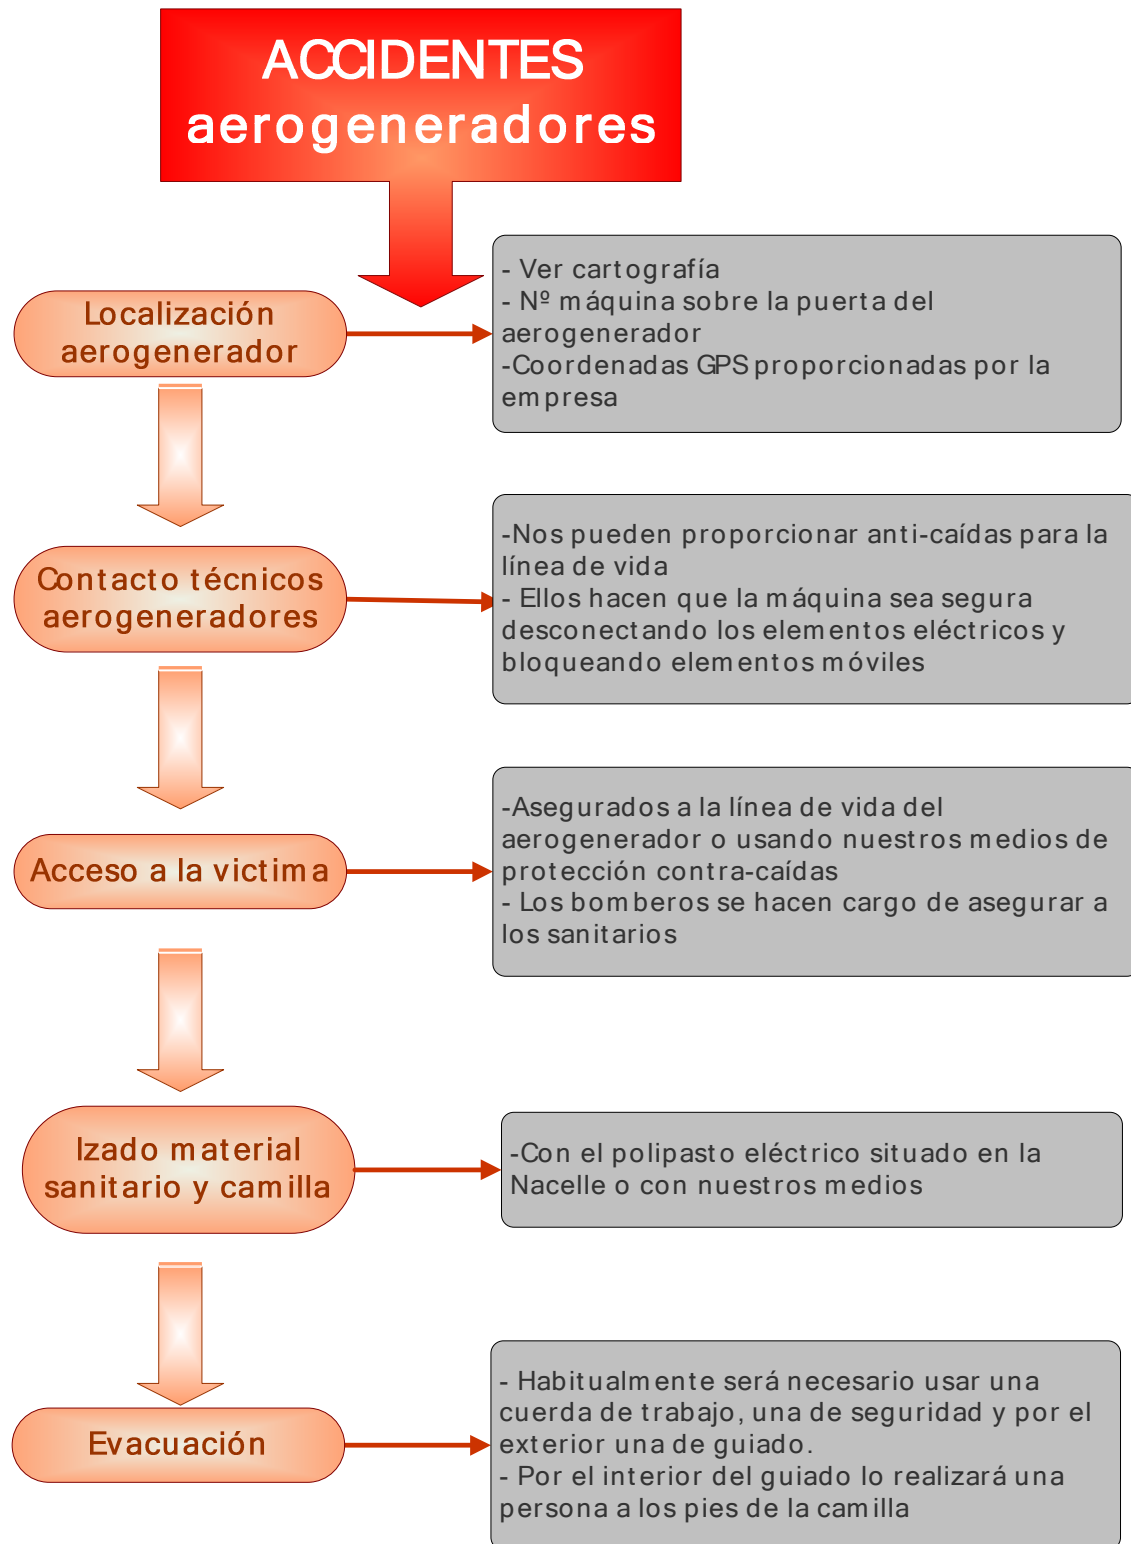 ACCIDENTES
aerogeneradores
Localización
aerogenerador
- Ver cartografía
- Nº máquina sobre la puerta del
aerogenerador
-Coordenadas GPS proporcionadas por la
empresa
Contacto técnicos
aerogeneradores
-Nos pueden proporcionar anti-caídas para la
línea de vida
- Ellos hacen que la máquina sea segura
desconectando los elementos eléctricos y
bloqueando elementos móviles
Acceso a la victima
-Asegurados a la línea de vida del
aerogenerador o usando nuestros medios de
protección contra-caídas
- Los bomberos se hacen cargo de asegurar a
los sanitarios
Izado material
sanitario y camilla
-Con el polipasto eléctrico situado en la
Nacelle o con nuestros medios
Evacuación
- Habitualmente será necesario usar una
cuerda de trabajo, una de seguridad y por el
exterior una de guiado.
- Por el interior del guiado lo realizará una
persona a los pies de la camilla